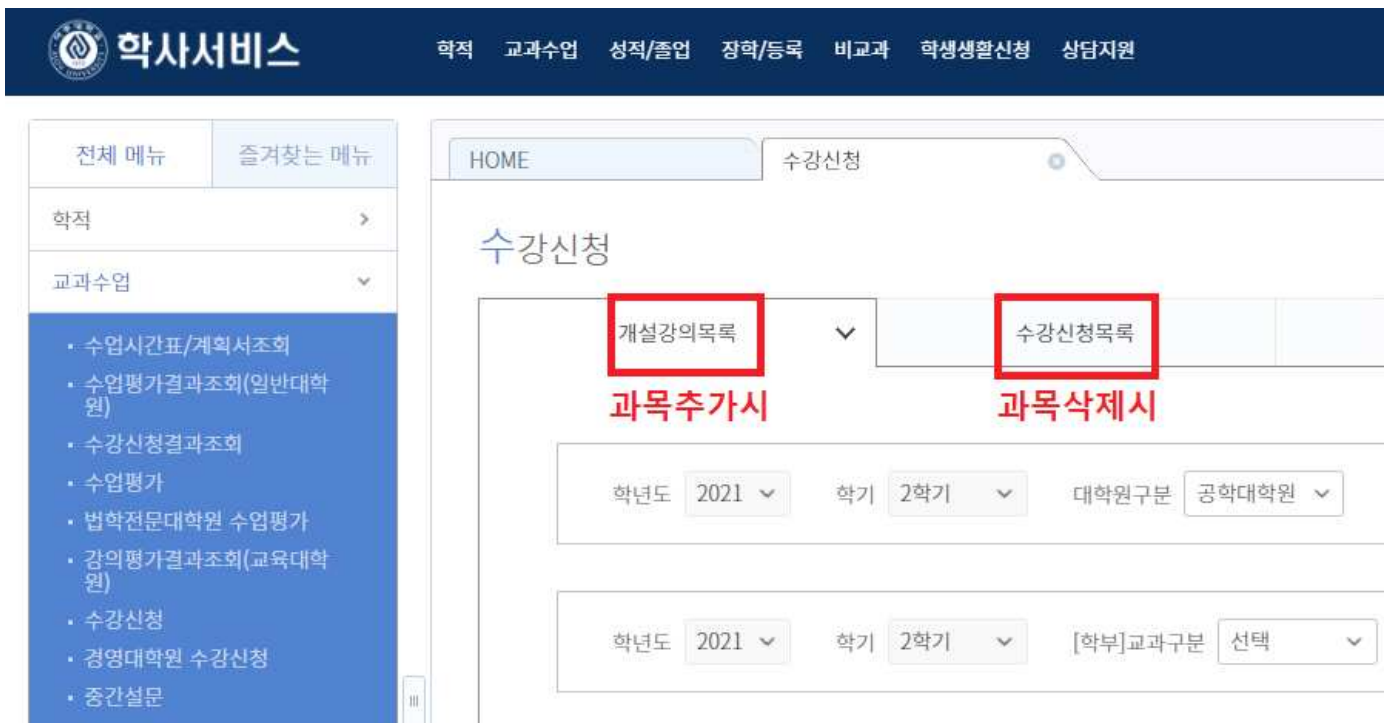 학사서비스
학적 교과수업 성적/졸업 장학/등록 비교과 학생생활신청 상담지원
전체 메뉴 즐겨찾는 메뉴
학적
교과수업
· 수업시간표/계획서조회
· 수업평가결과조회(일반대학
원)
· 수강신청결과조회
· 수업평가
· 법학전문대학원 수업평가
· 강의평가결과조회(교육대학
원)
· 수강신청
· 경영대학원 수강신청
· 중간설문
HOME 수강신청
수강신청
개설강의목록 수강신청목록
과목추가시 과목삭제시
학년도 2021 학기 2학기 대학원구분 공학대학원
학년도 2021 학기 2학기 [학부]교과구분 선택